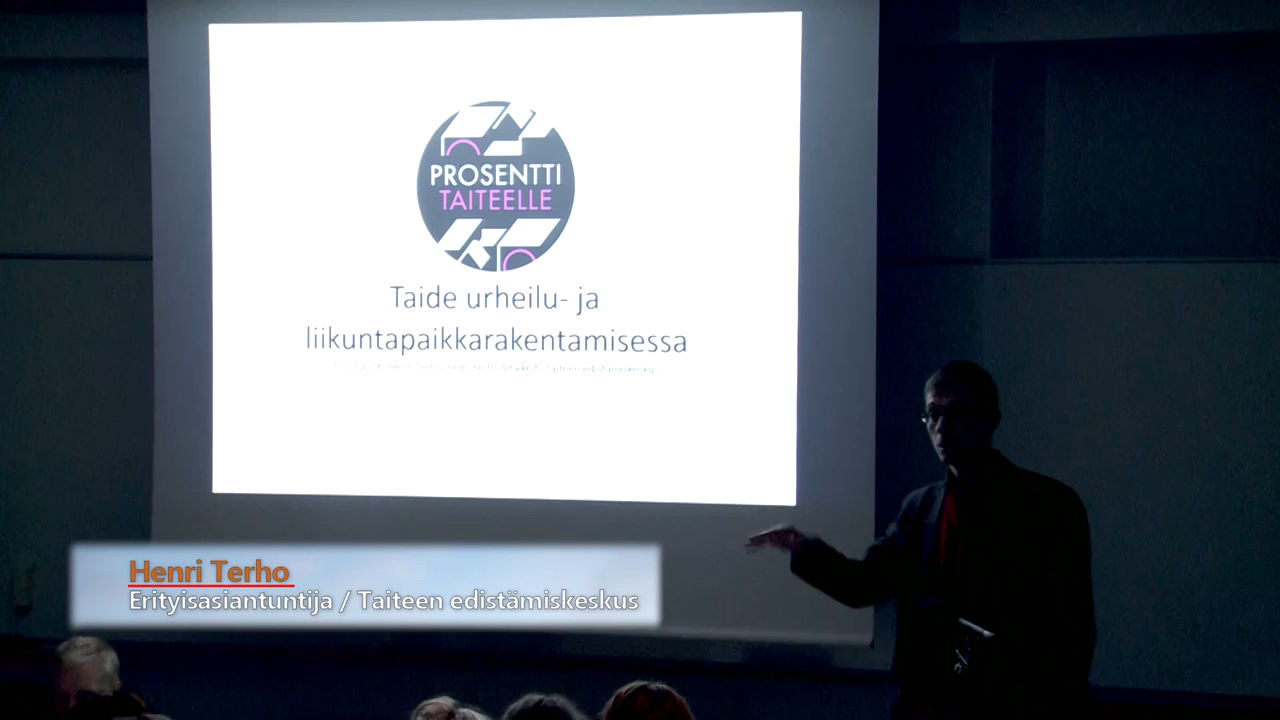 PROSENTTI
TAITEELLE
Taide urheilu- ja
liikuntapaikkarakentamisessa
Henri Terho
Erityisasiantuntija / Taiteen edistämiskeskus